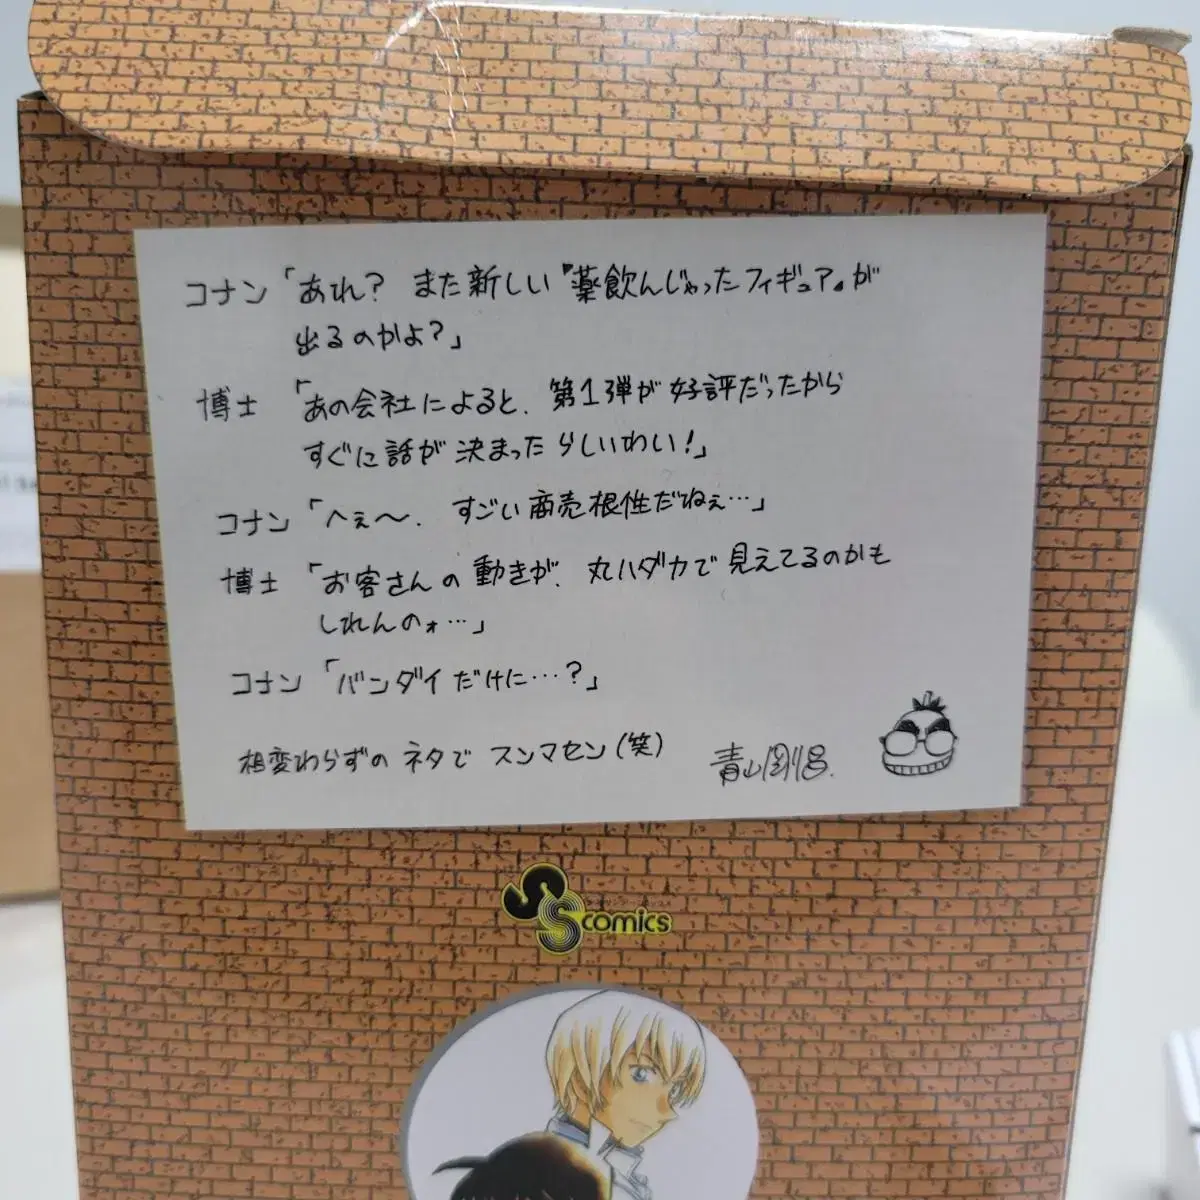 コナン「あれ? また新しい『薬飲んじゃったフィギュア』が
出るのかよ?」
博士「あの会社によると、第1弾が好評だったから
すぐに話が決まったらしいわい!」
コナン「へぇ〜、すごい商売根性だねぇ…」
博士「お客さんの動きが、丸ハダカで見えてるのかも
しれんのォ…」
コナン「バンダイだけに…?」
相変わらずのネタでスンマセン(笑) 青山剛昌
S
S comics